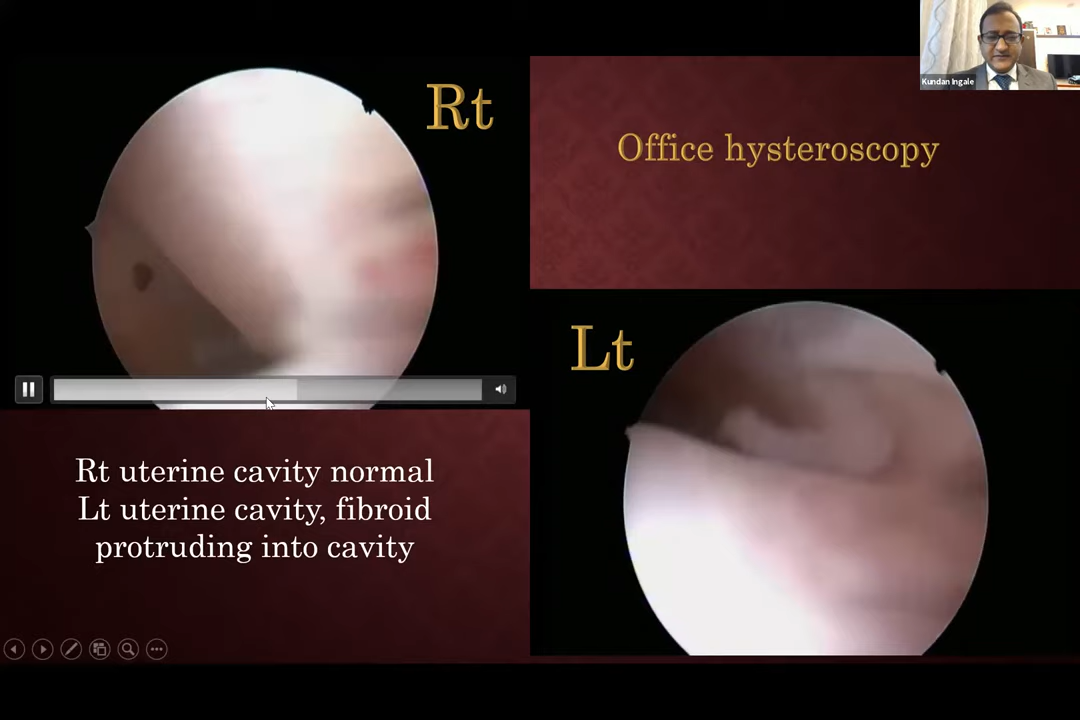 Kundan Ingale
Rt
Office hysteroscopy
Lt
Rt uterine cavity normal
Lt uterine cavity, fibroid
protruding into cavity